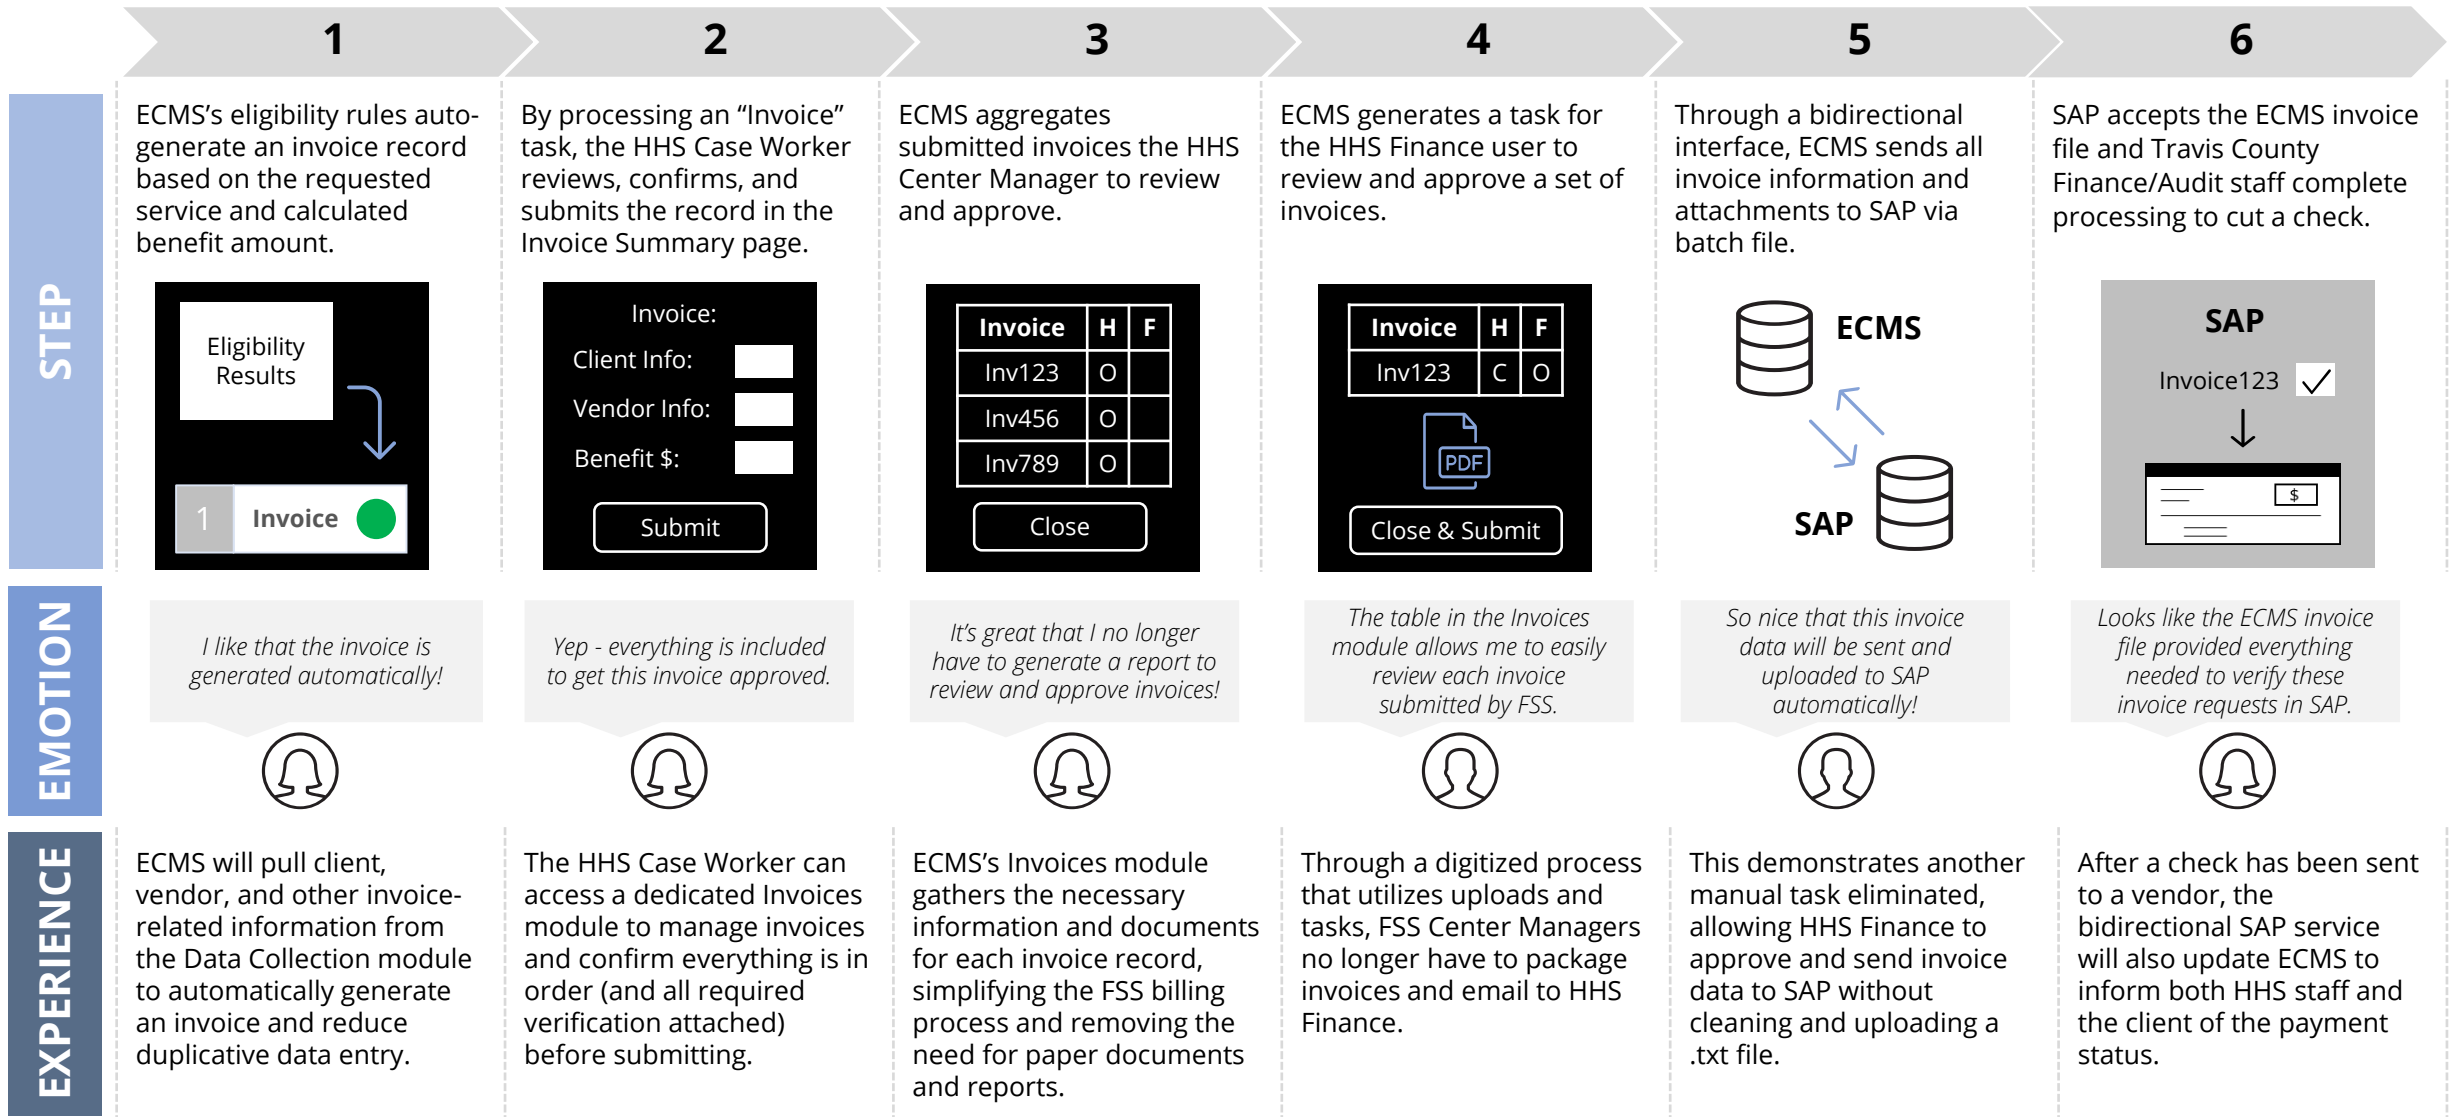 1
2
3
4
5
6
STEP
ECMS's eligibility rules auto-
generate an invoice record
based on the requested
service and calculated
benefit amount.
Eligibility
Results
1 Invoice
By processing an “Invoice”
task, the HHS Case Worker
reviews, confirms, and
submits the record in the
Invoice Summary page.
Invoice:
Client Info:
Vendor Info:
Benefit $:
Submit
ECMS aggregates
submitted invoices the HHS
Center Manager to review
and approve.
Invoice H F
Inv123 O
Inv456 O
Inv789 O
Close
ECMS generates a task for
the HHS Finance user to
review and approve a set of
invoices.
Invoice H F
Inv123 C O
PDF
Close & Submit
Through a bidirectional
interface, ECMS sends all
invoice information and
attachments to SAP via
batch file.
ECMS
SAP
SAP accepts the ECMS invoice
file and Travis County
Finance/Audit staff complete
processing to cut a check.
SAP
Invoice123
$
EMOTION
I like that the invoice is
generated automatically!
Yep - everything is included
to get this invoice approved.
It's great that I no longer
have to generate a report to
review and approve invoices!
The table in the Invoices
module allows me to easily
review each invoice
submitted by FSS.
So nice that this invoice
data will be sent and
uploaded to SAP
automatically!
Looks like the ECMS invoice
file provided everything
needed to verify these
invoice requests in SAP.
EXPERIENCE
ECMS will pull client,
vendor, and other invoice-
related information from
the Data Collection module
to automatically generate
an invoice and reduce
duplicative data entry.
The HHS Case Worker can
access a dedicated Invoices
module to manage invoices
and confirm everything is in
order (and all required
verification attached)
before submitting.
ECMS's Invoices module
gathers the necessary
information and documents
for each invoice record,
simplifying the FSS billing
process and removing the
need for paper documents
and reports.
Through a digitized process
that utilizes uploads and
tasks, FSS Center Managers
no longer have to package
invoices and email to HHS
Finance.
This demonstrates another
manual task eliminated,
allowing HHS Finance to
approve and send invoice
data to SAP without
cleaning and uploading a
.txt file.
After a check has been sent
to a vendor, the
bidirectional SAP service
will also update ECMS to
inform both HHS staff and
the client of the payment
status.